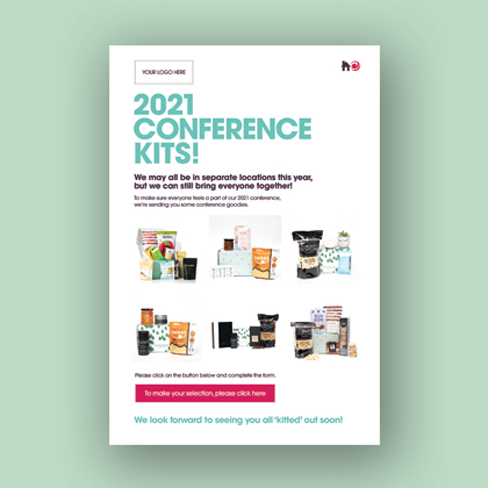 YOUR LOGO HERE
he
2021
CONFERENCE
KITS!
We may all be in separate locations this year,
but we can still bring everyone together!
To make sure everyone feels a part of our 2021 conference,
we're sending you some conference goodies.
Please click on the button below and complete the form.
To make your selection, please click here
We look forward to seeing you all 'kitted' out soon!